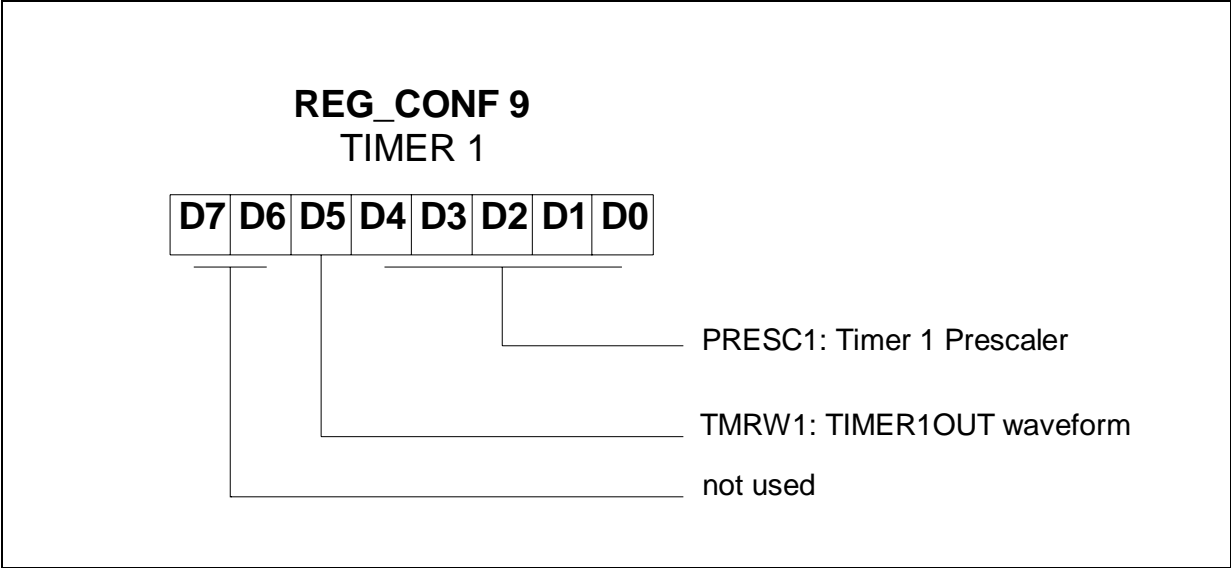 REG_CONF 9
TIMER 1
D7 D6 D5 D4 D3 D2 D1 D0
PRESC1: Timer 1 Prescaler
TMRW1: TIMER1OUT waveform
not used